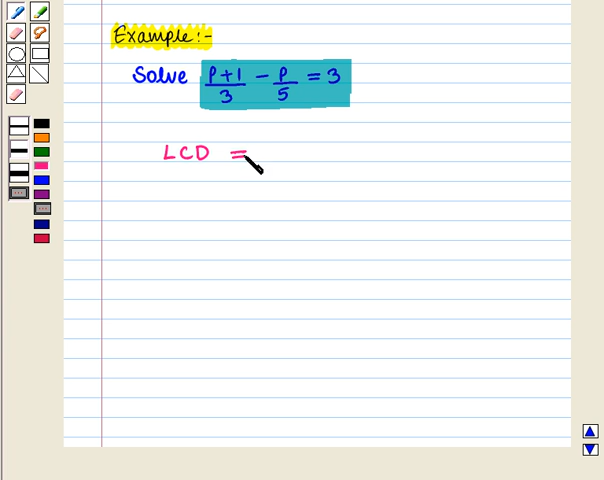 Example:-
Solve (p+1)/3 - p/5 = 3
LCD =